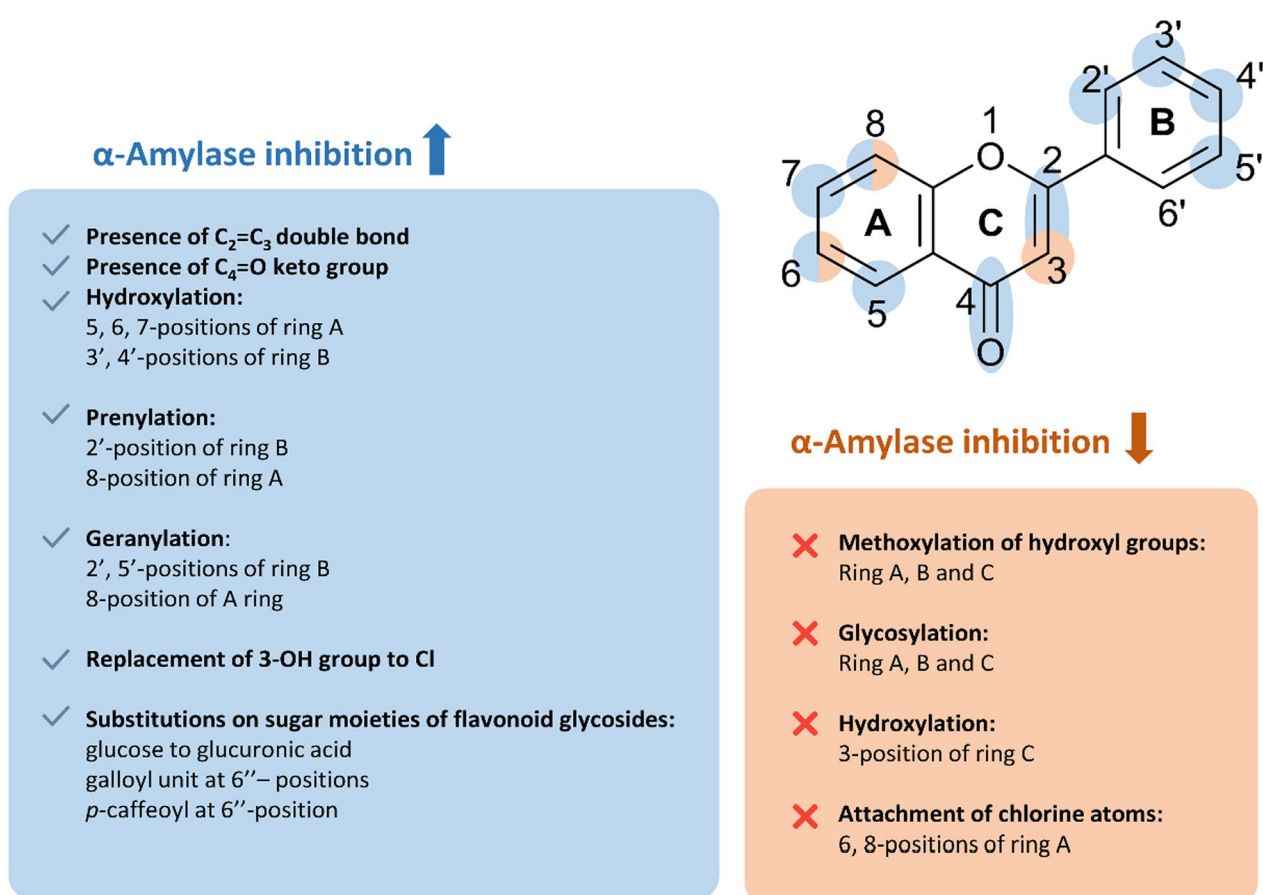 α-Amylase inhibition
Presence of C₂=C₃ double bond
Presence of C₄=O keto group
Hydroxylation:
5, 6, 7-positions of ring A
3′, 4′-positions of ring B
Prenylation:
2′-position of ring B
8-position of ring A
Geranylation:
2′, 5′-positions of ring B
8-position of A ring
Replacement of 3-OH group to Cl
Substitutions on sugar moieties of flavonoid glycosides:
glucose to glucuronic acid
galloyl unit at 6′′– positions
p-caffeoyl at 6′′-position
3'
2'
4'
B
8
1
O
2
5'
7
A
C
6'
6
3
5
4
O
α-Amylase inhibition
Methoxylation of hydroxyl groups:
Ring A, B and C
Glycosylation:
Ring A, B and C
Hydroxylation:
3-position of ring C
Attachment of chlorine atoms:
6, 8-positions of ring A